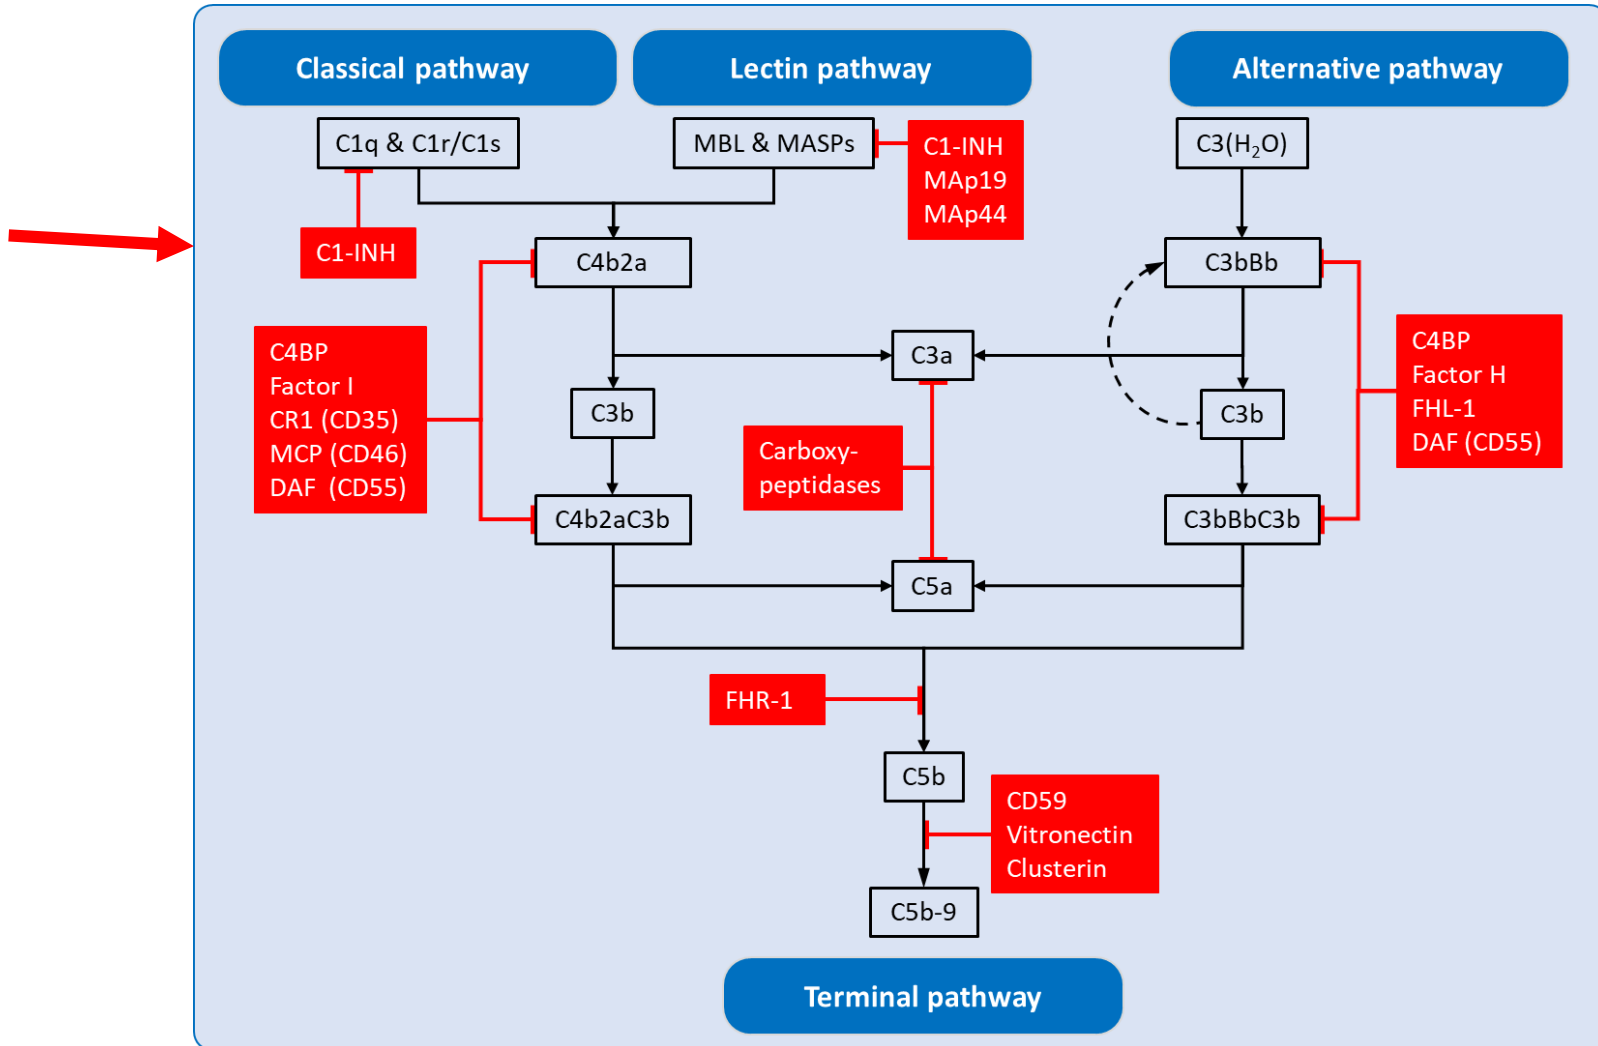 Classical pathway
Lectin pathway
Alternative pathway
C1q & C1r/C1s
MBL & MASPs
C1-INH
MAp19
MAp44
C3(H₂O)
C1-INH
C4b2a
C3bBb
C4BP
Factor I
CR1 (CD35)
MCP (CD46)
DAF (CD55)
C3a
C4BP
Factor H
FHL-1
DAF (CD55)
C3b
C3b
Carboxy-
peptidases
C4b2aC3b
C3bBbC3b
C5a
FHR-1
C5b
CD59
Vitronectin
Clusterin
C5b-9
Terminal pathway